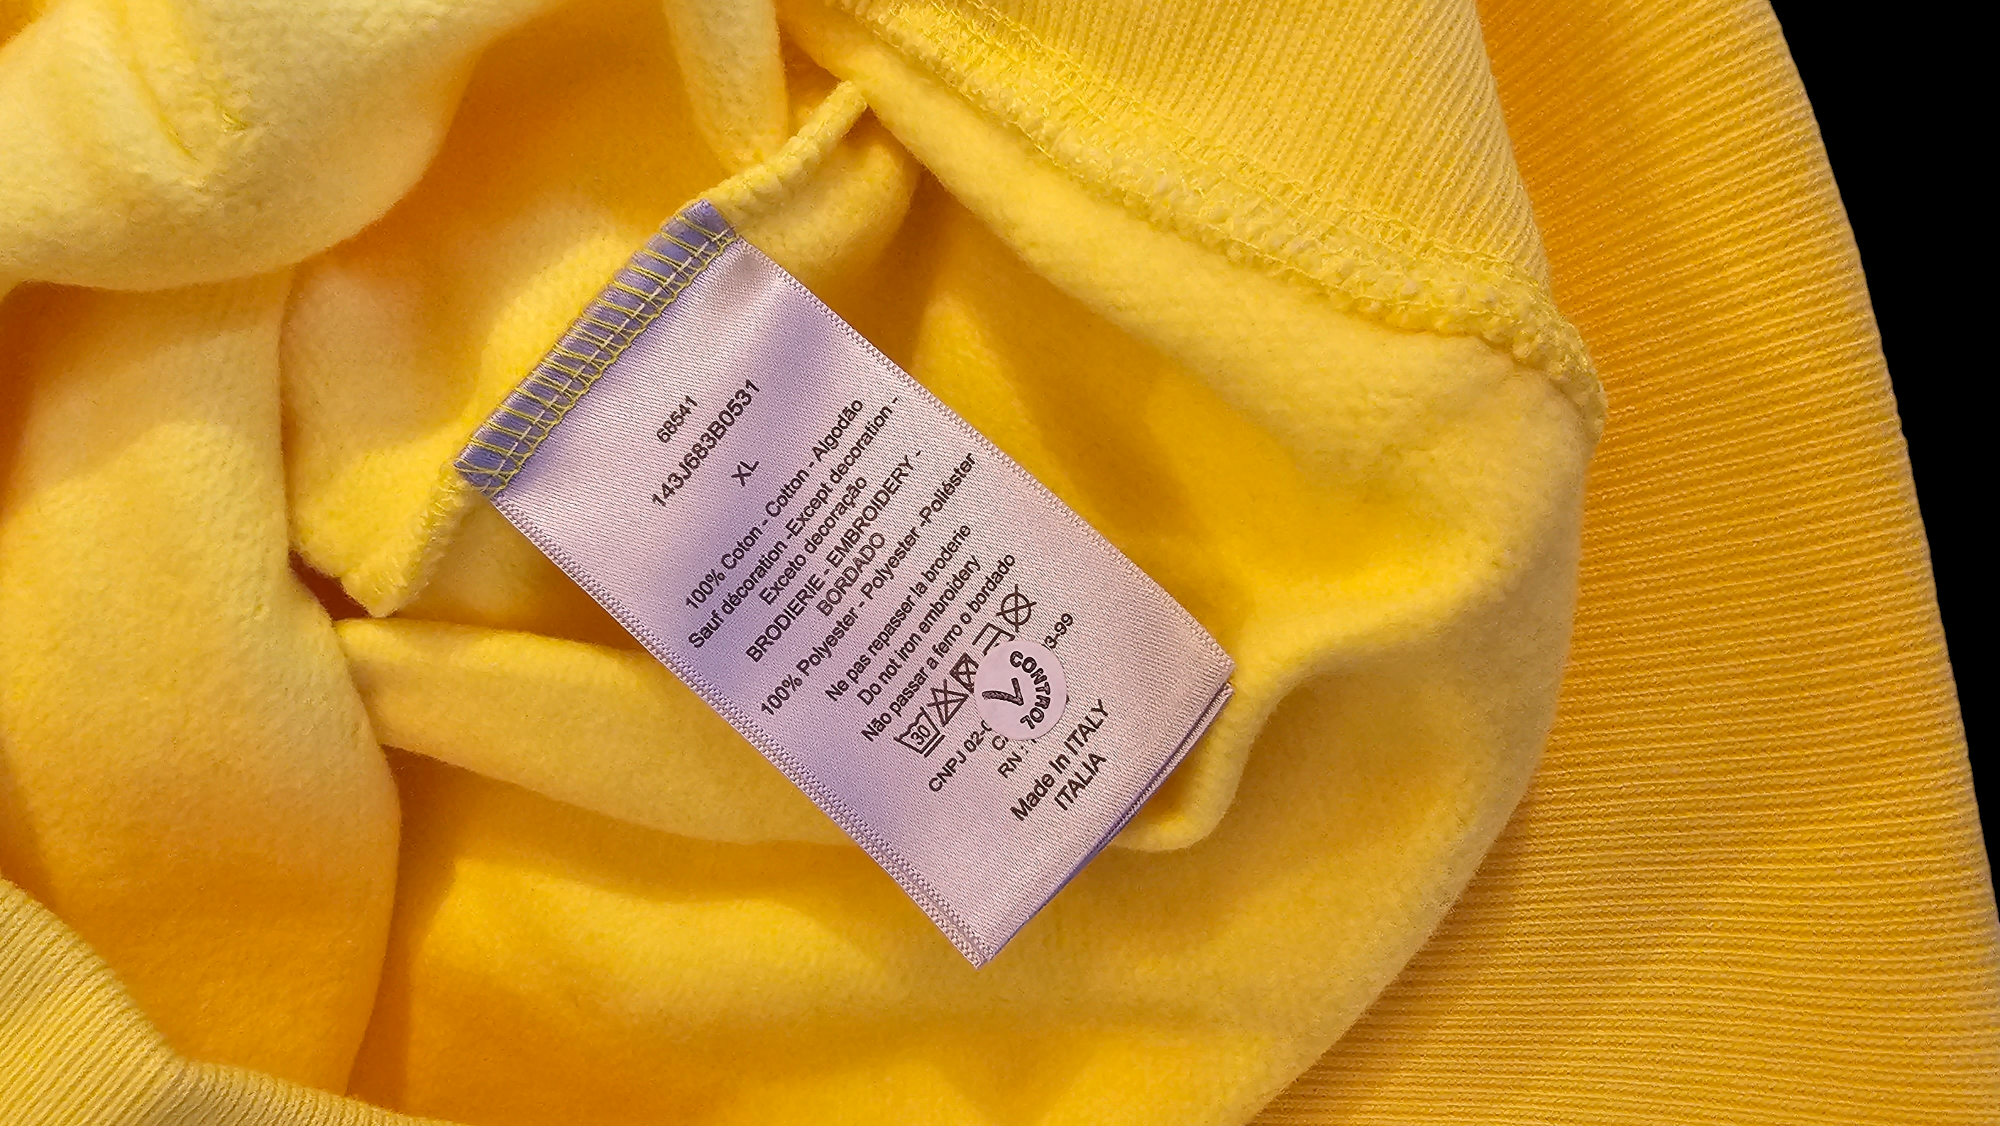 68541
143J683B0531
XL
100% Coton - Cotton - Algodão
Sauf décoration -Except decoration -
Exceto decoração
BRODIERIE - EMBROIDERY -
BORDADO
100% Polyester - Polyester -Poliéster
Ne pas repasser la broderie
Do not iron embroidery
Não passar a ferro o bordado
30
CONTROL
CNPJ 02-0 3-99
RN :
Made In ITALY
ITALIA